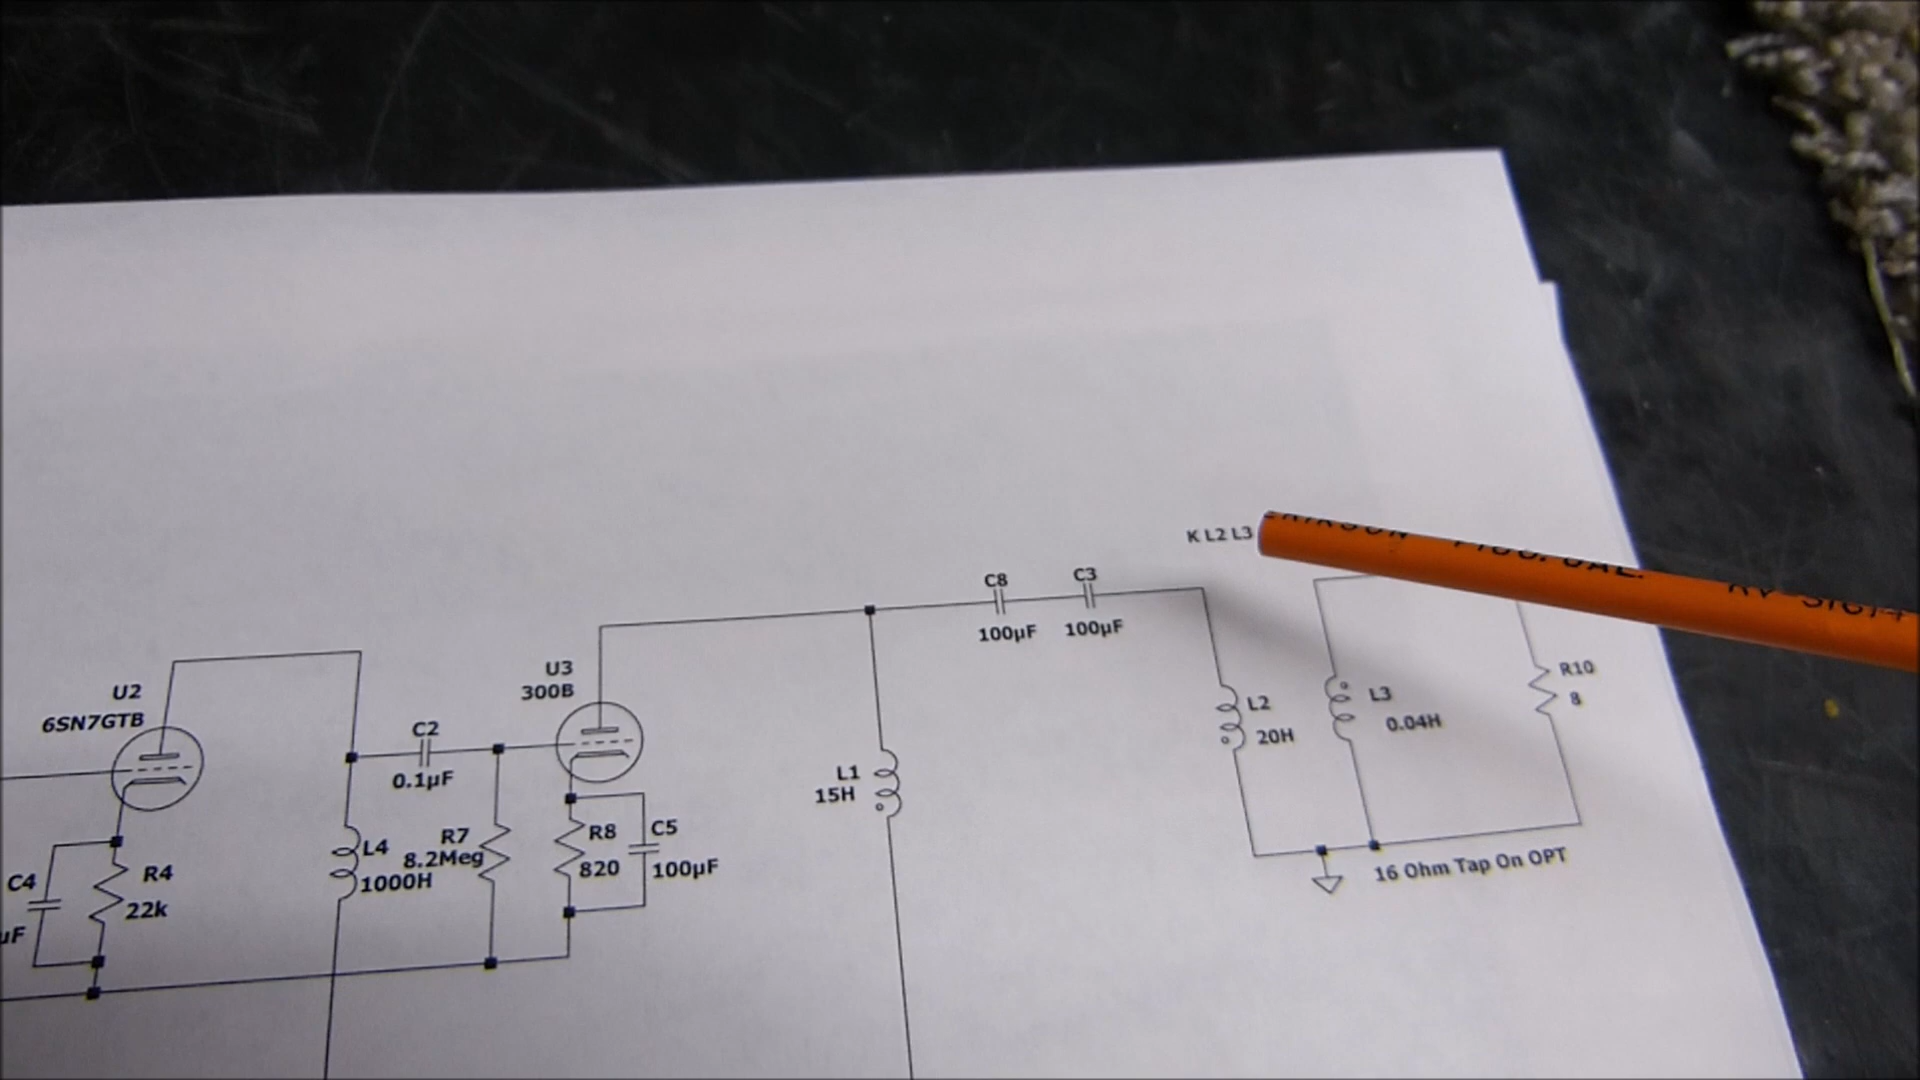 K L2 L3
C8
C3
100µF
100µF
U3
300B
U2
6SN7GTB
C2
0.1µF
L1
15H
L2
20H
L3
0.04H
R10
8
R7
8.2Meg
R8
820
C5
100µF
L4
1000H
C4
µF
R4
22k
16 Ohm Tap On OPT